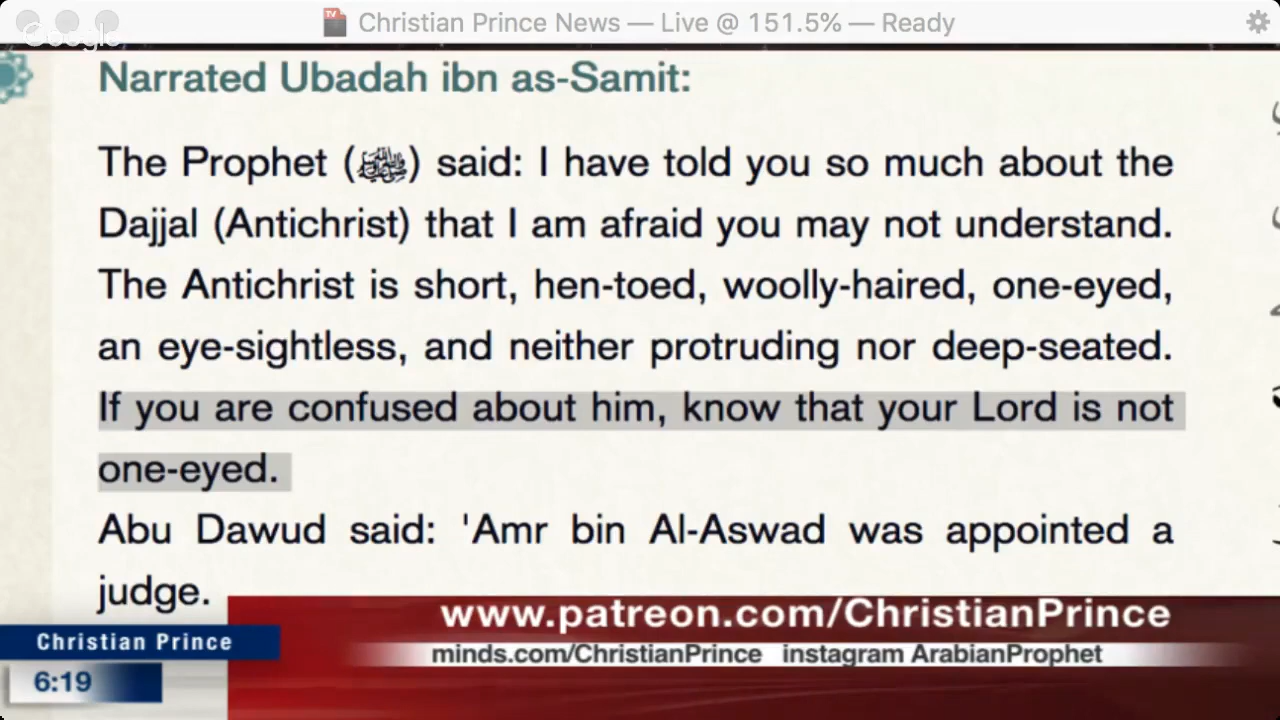 Christian Prince News — Live @ 151.5% — Ready
Google
Narrated Ubadah ibn as-Samit:
The Prophet (ﷺ) said: I have told you so much about the
Dajjal (Antichrist) that I am afraid you may not understand.
The Antichrist is short, hen-toed, woolly-haired, one-eyed,
an eye-sightless, and neither protruding nor deep-seated.
If you are confused about him, know that your Lord is not
one-eyed.
Abu Dawud said: 'Amr bin Al-Aswad was appointed a
judge.
www.patreon.com/ChristianPrince
Christian Prince
minds.com/ChristianPrince instagram ArabianProphet
6:19